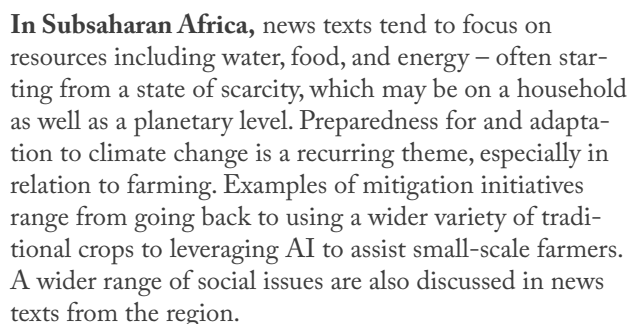 In Subsaharan Africa, news texts tend to focus on
resources including water, food, and energy – often star-
ting from a state of scarcity, which may be on a household
as well as a planetary level. Preparedness for and adapta-
tion to climate change is a recurring theme, especially in
relation to farming. Examples of mitigation initiatives
range from going back to using a wider variety of tradi-
tional crops to leveraging AI to assist small-scale farmers.
A wider range of social issues are also discussed in news
texts from the region.